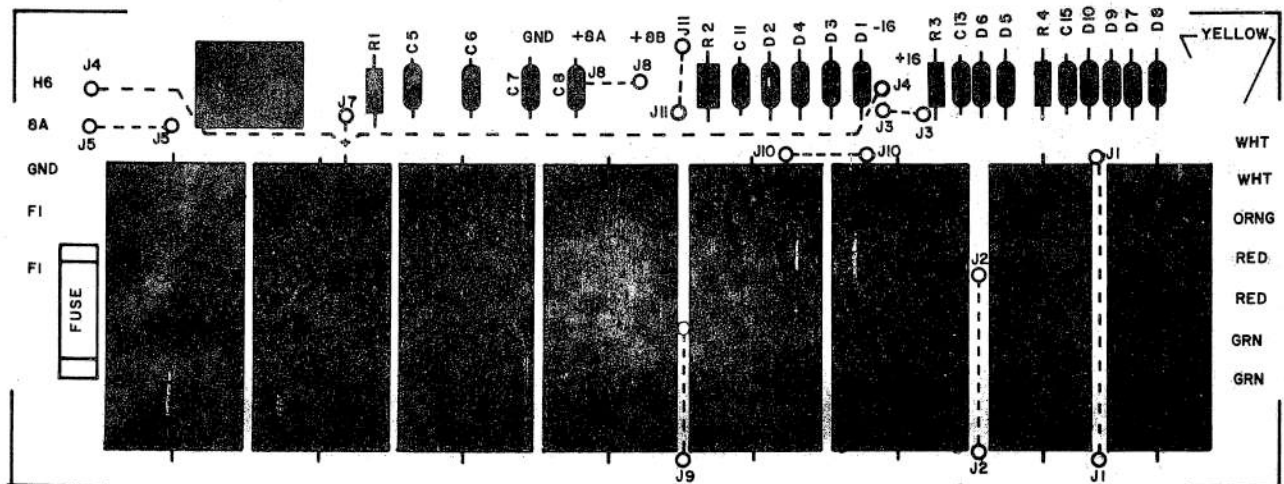 R1 C5 C6 GND +8A +8B J11 R2 C11 D2 D4 D3 D1 -16 R3 C13 D6 D5 R4 C15 D10 D9 D7 D8 YELLOW
+16
H6 J4 C7 C8 J8 J8 J4
J7 J11 J3 J3
8A J5 J5
J10 J10 J1 WHT
GND WHT
F1 ORNG
F1 J2 RED
FUSE RED
GRN
GRN
J9 J2 J1